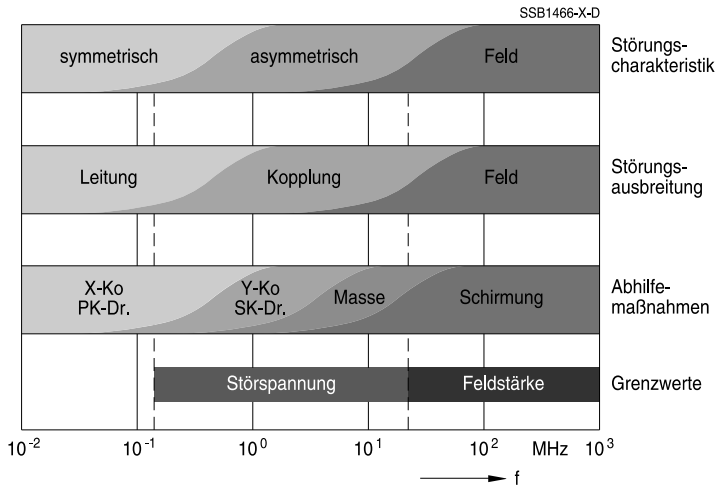 SSB1466-X-D
symmetrisch asymmetrisch Feld
Störungs-
charakteristik
Leitung Kopplung Feld
Störungs-
ausbreitung
X-Ko Y-Ko
PK-Dr. SK-Dr. Masse Schirmung
Abhilfe-
maßnahmen
Störspannung Feldstärke Grenzwerte
10⁻² 10⁻¹ 10⁰ 10¹ 10² MHz 10³
f